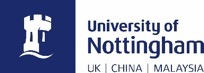 University of
Nottingham
UK | CHINA | MALAYSIA